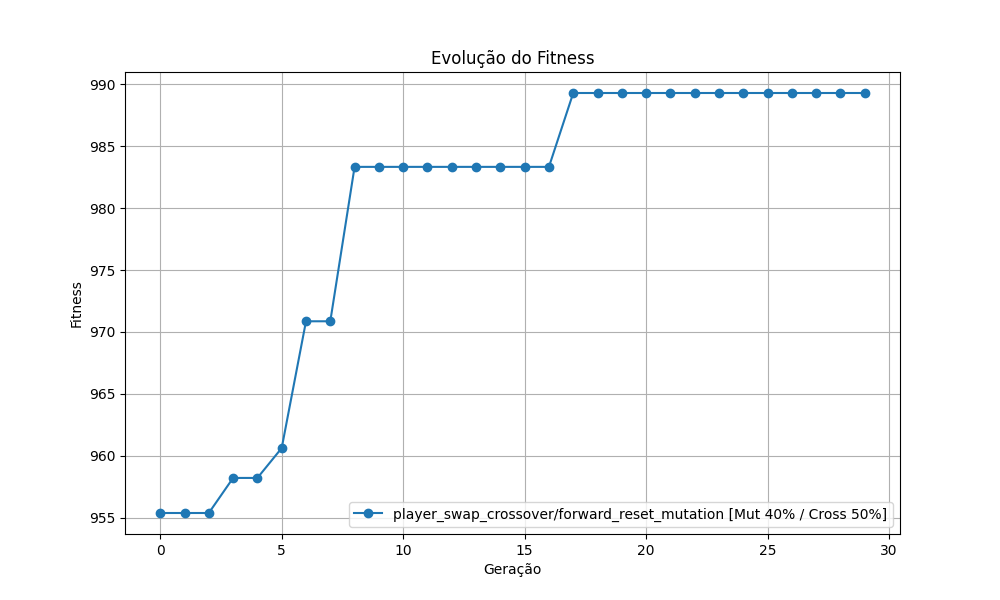 Evolução do Fitness
Fitness
990
985
980
975
970
965
960
955
player_swap_crossover/forward_reset_mutation [Mut 40% / Cross 50%]
0 5 10 15 20 25 30
Geração